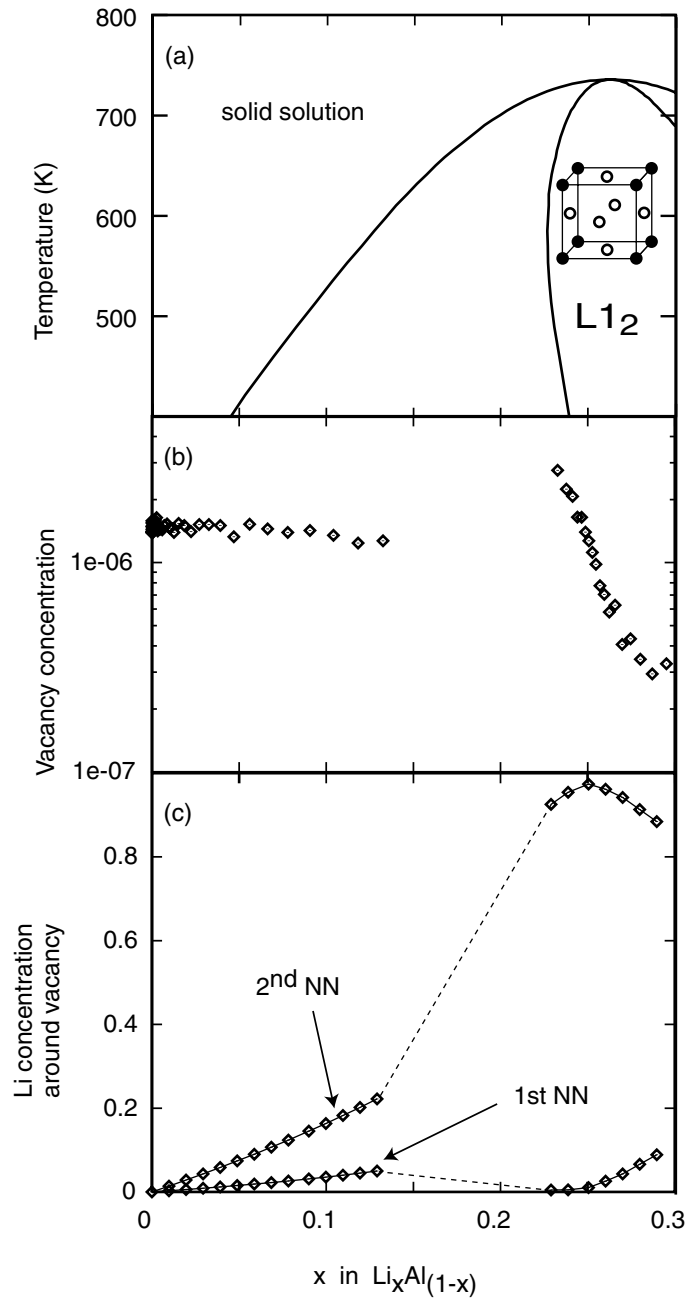 800
(a)
solid solution
700
600
500
L1₂
Temperature (K)
(b)
1e-06
1e-07
Vacancy concentration
(c)
0.8
0.6
2nd NN
0.4
1st NN
0.2
0
Li concentration
around vacancy
0 0.1 0.2 0.3
x in LiₓAl(1-x)